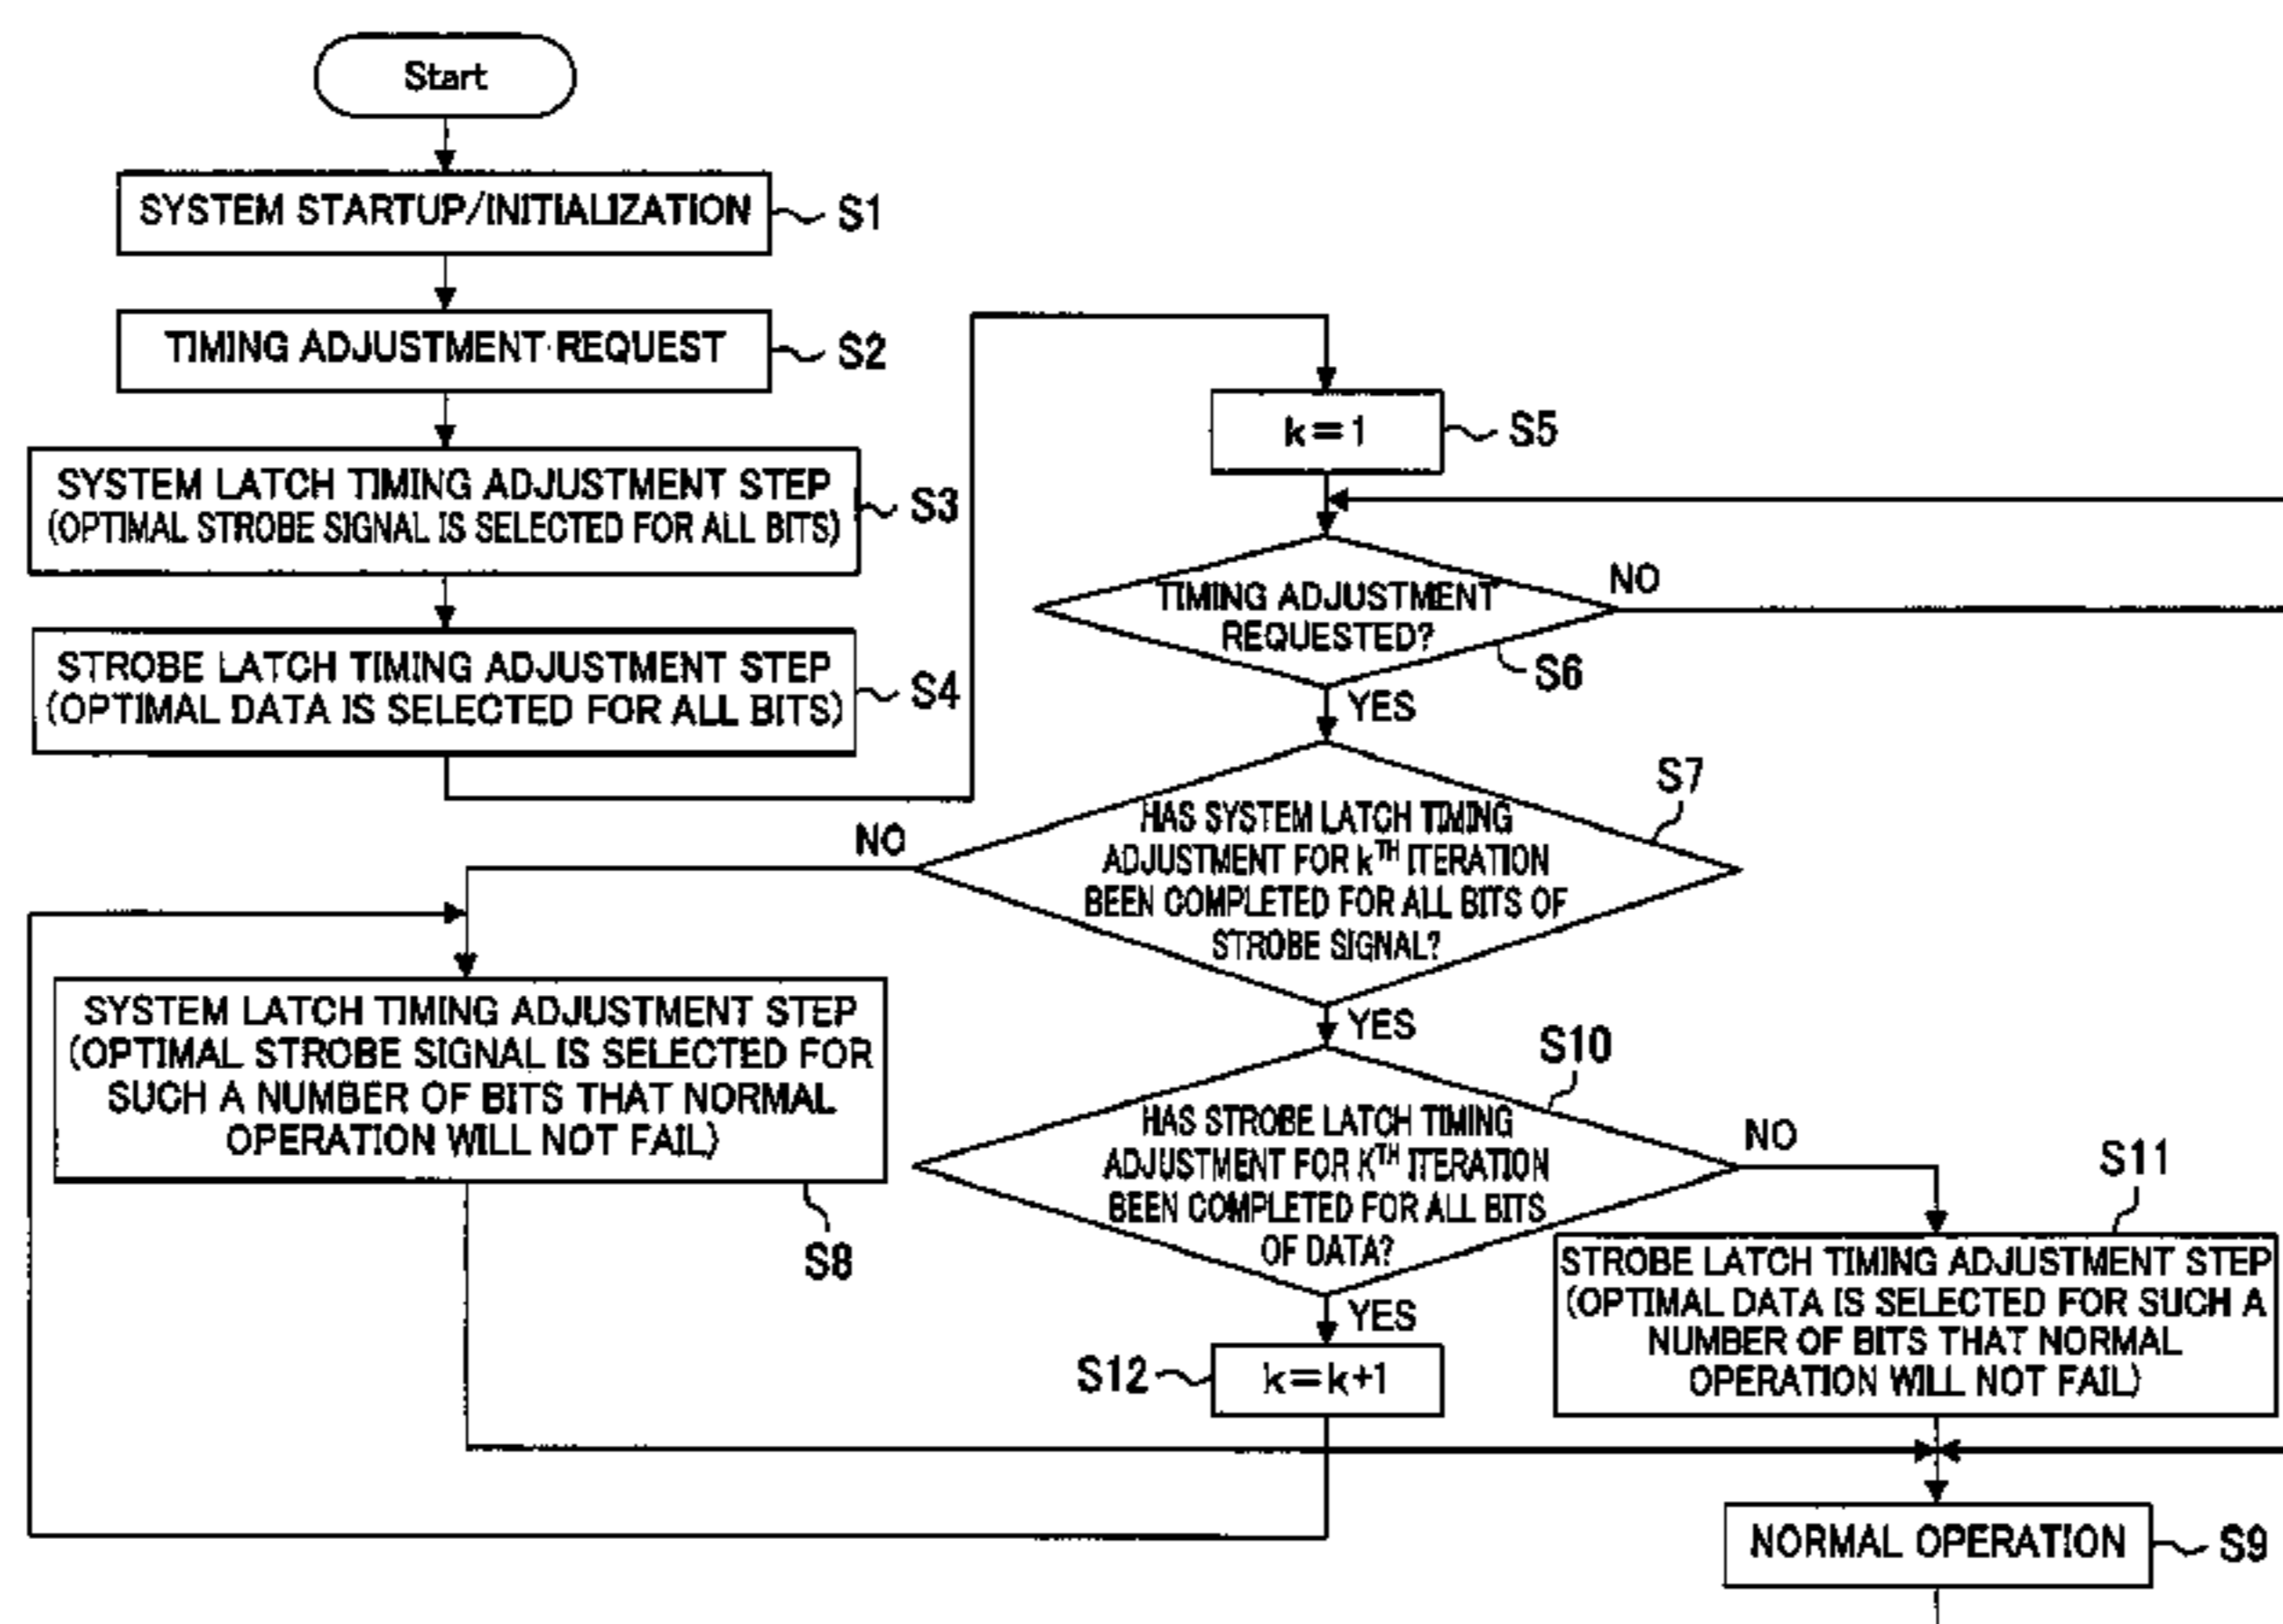 Start
SYSTEM STARTUP/INITIALIZATION
S1
TIMING ADJUSTMENT REQUEST
S2
SYSTEM LATCH TIMING ADJUSTMENT STEP
(OPTIMAL STROBE SIGNAL IS SELECTED FOR ALL BITS)
S3
STROBE LATCH TIMING ADJUSTMENT STEP
(OPTIMAL DATA IS SELECTED FOR ALL BITS)
S4
k=1
S5
TIMING ADJUSTMENT
REQUESTED?
NO
S6
YES
S7
HAS SYSTEM LATCH TIMING
ADJUSTMENT FOR kTH ITERATION
BEEN COMPLETED FOR ALL BITS OF
STROBE SIGNAL?
NO
YES
SYSTEM LATCH TIMING ADJUSTMENT STEP
(OPTIMAL STROBE SIGNAL IS SELECTED FOR
SUCH A NUMBER OF BITS THAT NORMAL
OPERATION WILL NOT FAIL)
S8
S10
HAS STROBE LATCH TIMING
ADJUSTMENT FOR KTH ITERATION
BEEN COMPLETED FOR ALL BITS
OF DATA?
NO
YES
S11
STROBE LATCH TIMING ADJUSTMENT STEP
(OPTIMAL DATA IS SELECTED FOR SUCH A
NUMBER OF BITS THAT NORMAL
OPERATION WILL NOT FAIL)
S12
k=k+1
NORMAL OPERATION
S9